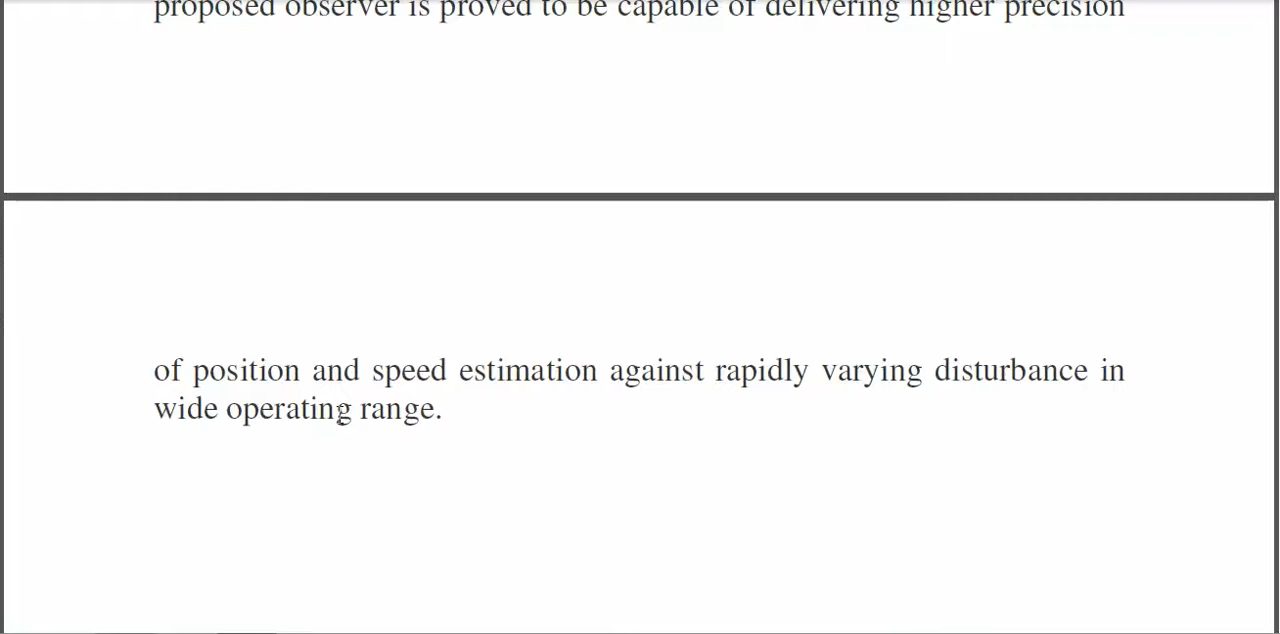 proposed observer is proved to be capable of delivering higher precision
of position and speed estimation against rapidly varying disturbance in
wide operating range.